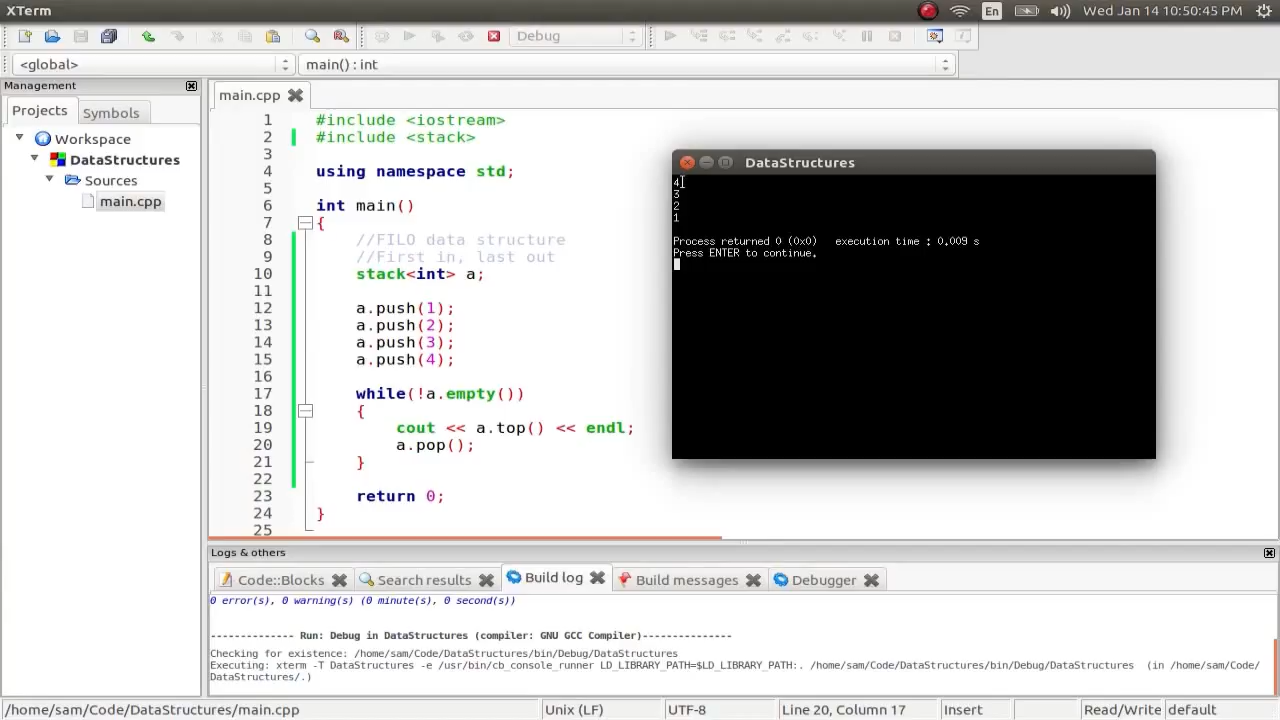 XTerm
En
Wed Jan 14 10:50:45 PM
Debug
<global>
main() : int
Management
Projects
Symbols
Workspace
DataStructures
Sources
main.cpp
main.cpp
1 #include <iostream>
2 #include <stack>
3
4 using namespace std;
5
6 int main()
7 {
8 //FILO data structure
9 //First in, last out
10 stack<int> a;
11
12 a.push(1);
13 a.push(2);
14 a.push(3);
15 a.push(4);
16
17 while(!a.empty())
18 {
19 cout << a.top() << endl;
20 a.pop();
21 }
22
23 return 0;
24 }
25
DataStructures
4
3
2
1
Process returned 0 (0x0) execution time : 0.009 s
Press ENTER to continue.
Logs & others
Code::Blocks
Search results
Build log
Build messages
Debugger
0 error(s), 0 warning(s) (0 minute(s), 0 second(s))
-------------- Run: Debug in DataStructures (compiler: GNU GCC Compiler)---------------
Checking for existence: /home/sam/Code/DataStructures/bin/Debug/DataStructures
Executing: xterm -T DataStructures -e /usr/bin/cb_console_runner LD_LIBRARY_PATH=$LD_LIBRARY_PATH:. /home/sam/Code/DataStructures/bin/Debug/DataStructures (in /home/sam/Code/
DataStructures/.)
/home/sam/Code/DataStructures/main.cpp
Unix (LF)
UTF-8
Line 20, Column 17
Insert
Read/Write
default